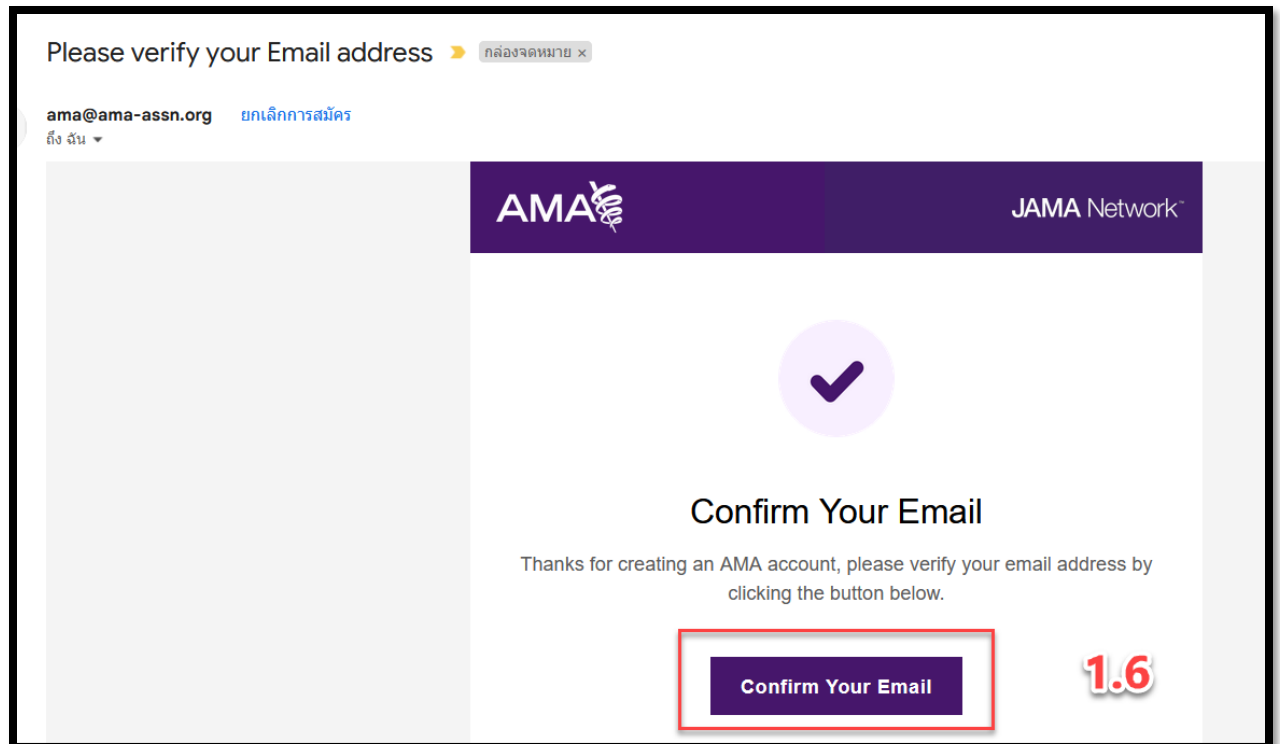 Please verify your Email address กล่องจดหมาย ×
ama@ama-assn.org ยกเลิกการสมัคร
ถึง ฉัน
AMA JAMA Network™
Confirm Your Email
Thanks for creating an AMA account, please verify your email address by
clicking the button below.
Confirm Your Email 1.6